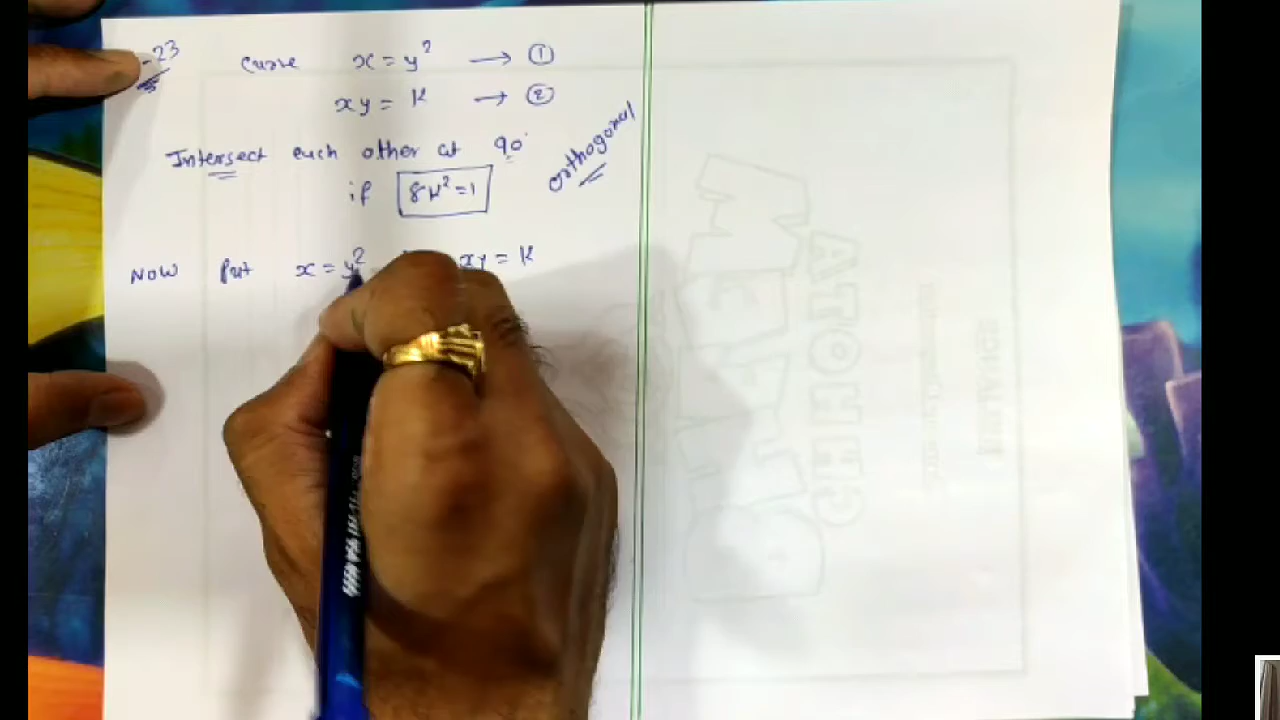 -23
curve x = y² → ①
xy = K → ②
Intersect each other at 90°
if 8K² = 1
orthogonal
Now Put x = y² xy = K